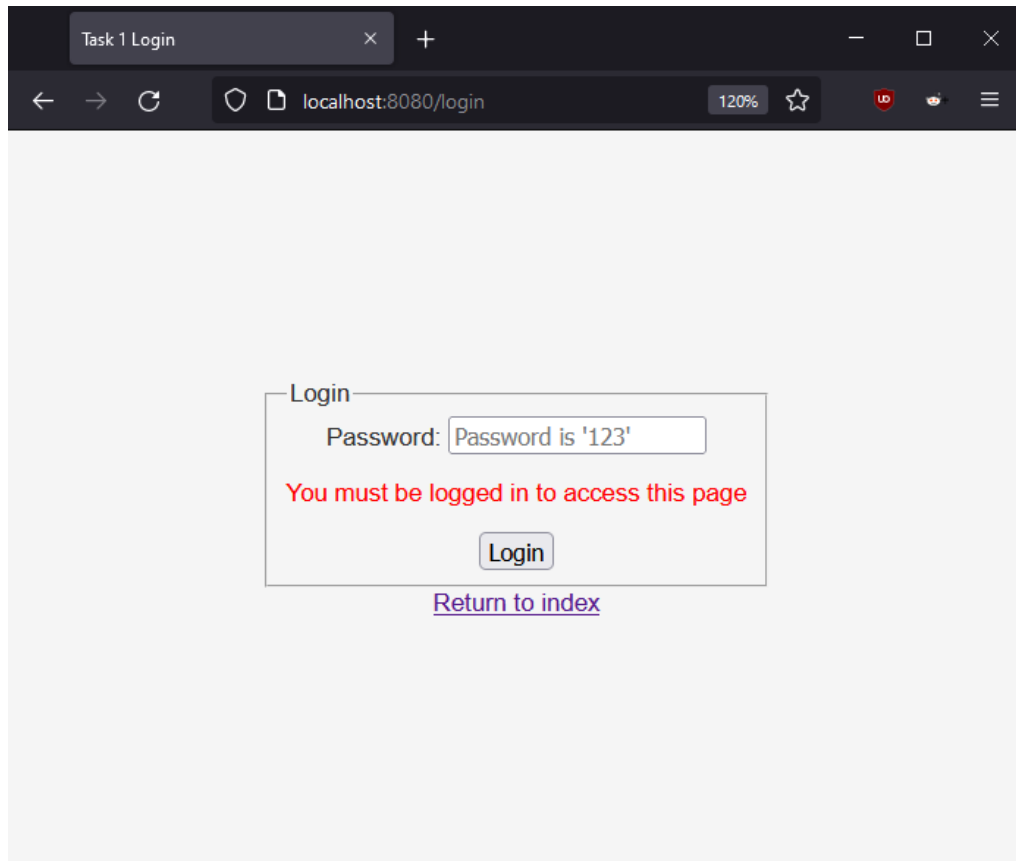 Task 1 Login
localhost:8080/login
120%
Login
Password: Password is '123'
You must be logged in to access this page
Login
Return to index